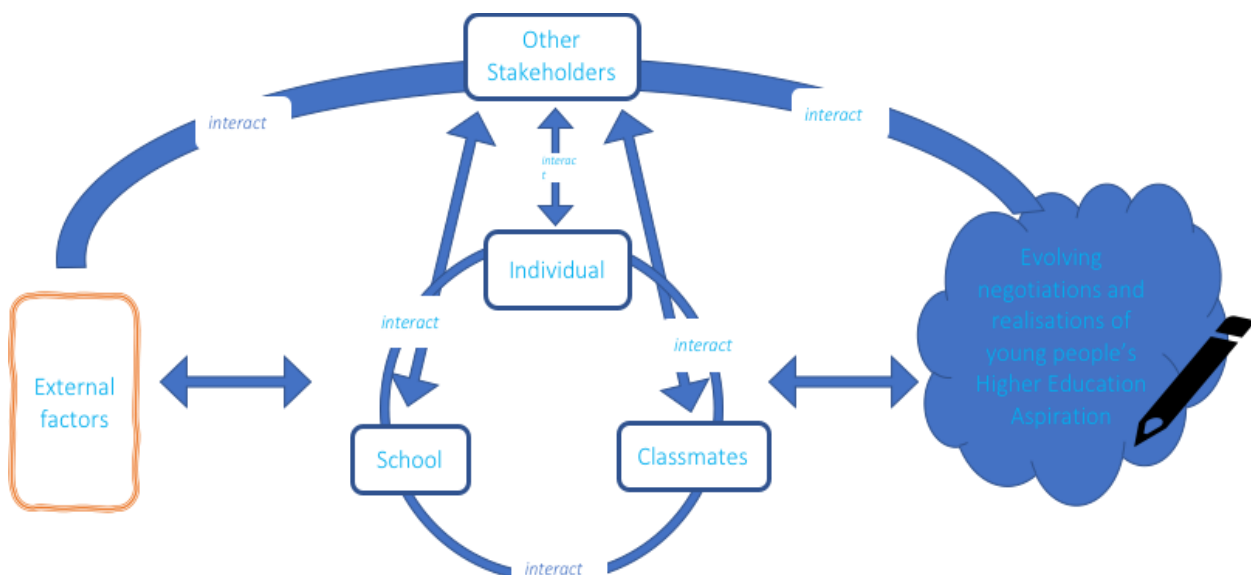 Other
Stakeholders
interact
interact
interac
t
Individual
interact
interact
External
factors
School
Classmates
interact
Evolving
negotiations and
realisations of
young people's
Higher Education
Aspiration